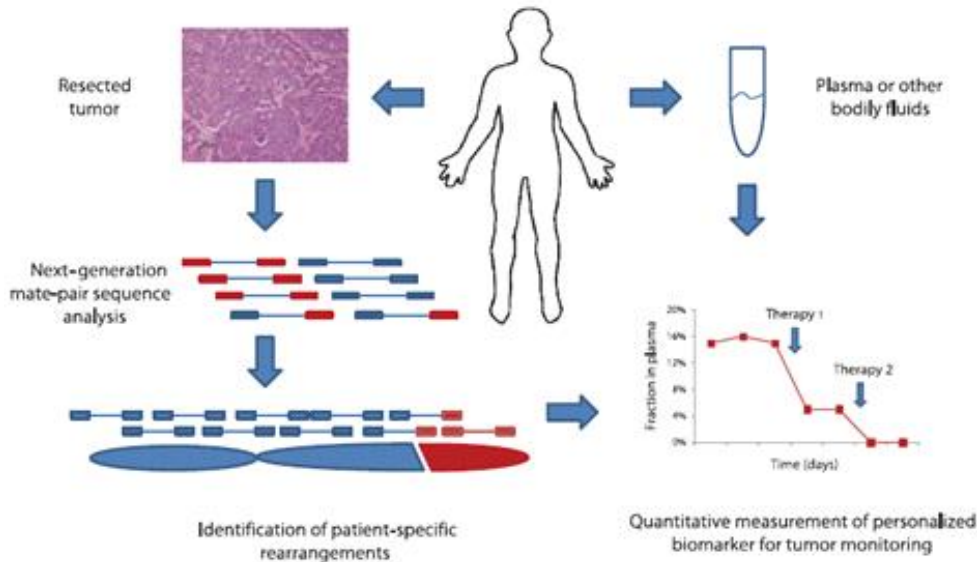 Resected
tumor
Plasma or other
bodily fluids
Next-generation
mate-pair sequence
analysis
20%
16%
12%
8%
4%
0%
Fraction in plasma
Therapy 1
Therapy 2
Time (days)
Identification of patient-specific
rearrangements
Quantitative measurement of personalized
biomarker for tumor monitoring